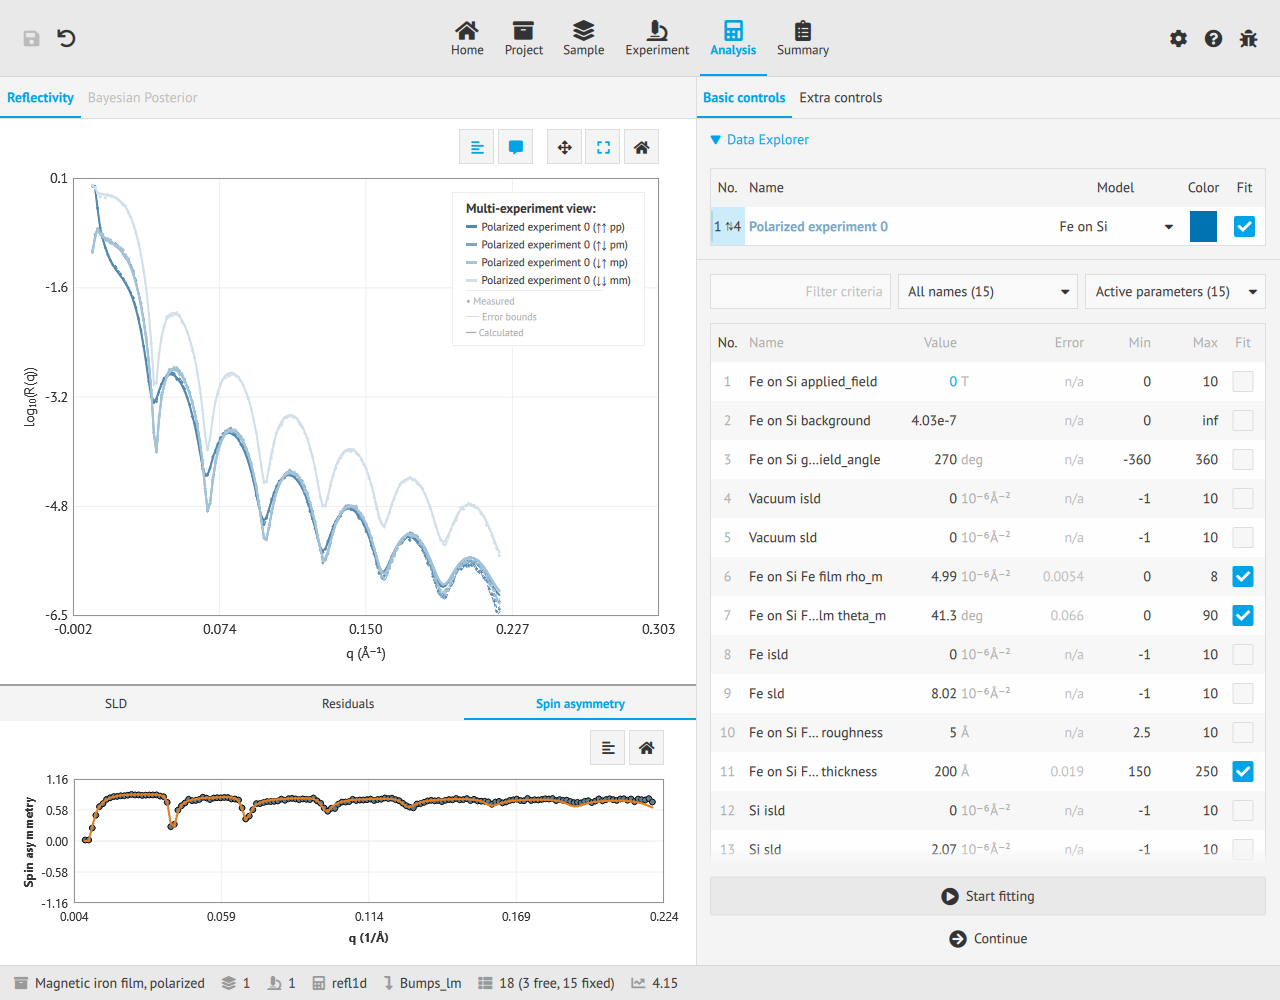 Home
Project
Sample
Experiment
Analysis
Summary
Reflectivity
Bayesian Posterior
Basic controls
Extra controls
Data Explorer
No. Name Model Color Fit
1 ⇅4 Polarized experiment 0 Fe on Si
Filter criteria
All names (15)
Active parameters (15)
No. Name Value Error Min Max Fit
1 Fe on Si applied_field 0 T n/a 0 10
2 Fe on Si background 4.03e-7 n/a 0 inf
3 Fe on Si g...ield_angle 270 deg n/a -360 360
4 Vacuum isld 0 10⁻⁶Å⁻² n/a -1 10
5 Vacuum sld 0 10⁻⁶Å⁻² n/a -1 10
6 Fe on Si Fe film rho_m 4.99 10⁻⁶Å⁻² 0.0054 0 8
7 Fe on Si F...lm theta_m 41.3 deg 0.066 0 90
8 Fe isld 0 10⁻⁶Å⁻² n/a -1 10
9 Fe sld 8.02 10⁻⁶Å⁻² n/a -1 10
10 Fe on Si F... roughness 5 Å n/a 2.5 10
11 Fe on Si F... thickness 200 Å 0.019 150 250
12 Si isld 0 10⁻⁶Å⁻² n/a -1 10
13 Si sld 2.07 10⁻⁶Å⁻² n/a -1 10
Start fitting
Continue
0.1
-1.6
-3.2
-4.8
-6.5
log₁₀(R(q))
-0.002 0.074 0.150 0.227 0.303
q (Å⁻¹)
Multi-experiment view:
Polarized experiment 0 (↑↑ pp)
Polarized experiment 0 (↑↓ pm)
Polarized experiment 0 (↓↑ mp)
Polarized experiment 0 (↓↓ mm)
Measured
Error bounds
Calculated
SLD
Residuals
Spin asymmetry
1.16
0.58
0.00
-0.58
-1.16
Spin asymmetry
0.004 0.059 0.114 0.169 0.224
q (1/Å)
Magnetic iron film, polarized 1 1 refl1d Bumps_lm 18 (3 free, 15 fixed) 4.15